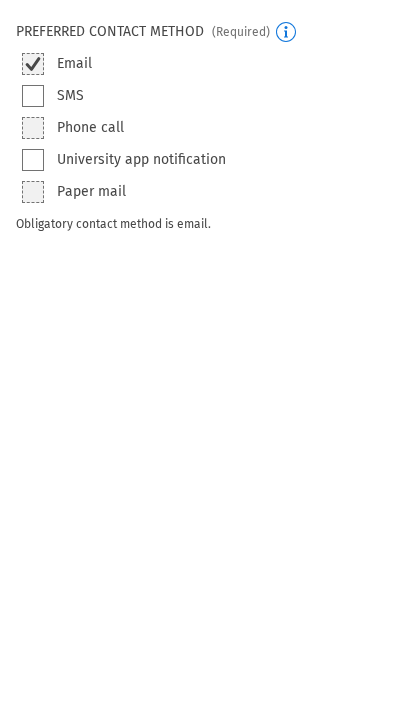 PREFERRED CONTACT METHOD (Required)
Email
SMS
Phone call
University app notification
Paper mail
Obligatory contact method is email.